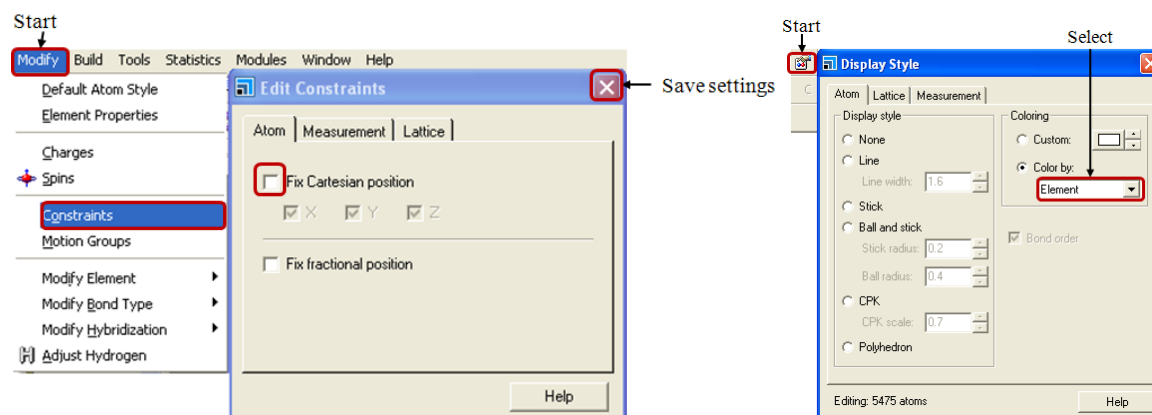 Start
Modify Build Tools Statistics Modules Window Help
Default Atom Style
Element Properties
Charges
Spins
Constraints
Motion Groups
Modify Element
Modify Bond Type
Modify Hybridization
Adjust Hydrogen
Edit Constraints
Save settings
Atom Measurement Lattice
Fix Cartesian position
X Y Z
Fix fractional position
Help
Start
Select
Display Style
Atom Lattice Measurement
Display style
None
Line
Line width: 1.6
Stick
Ball and stick
Stick radius: 0.2
Ball radius: 0.4
CPK
CPK scale: 0.7
Polyhedron
Coloring
Custom:
Color by:
Element
Bond order
Editing: 5475 atoms
Help